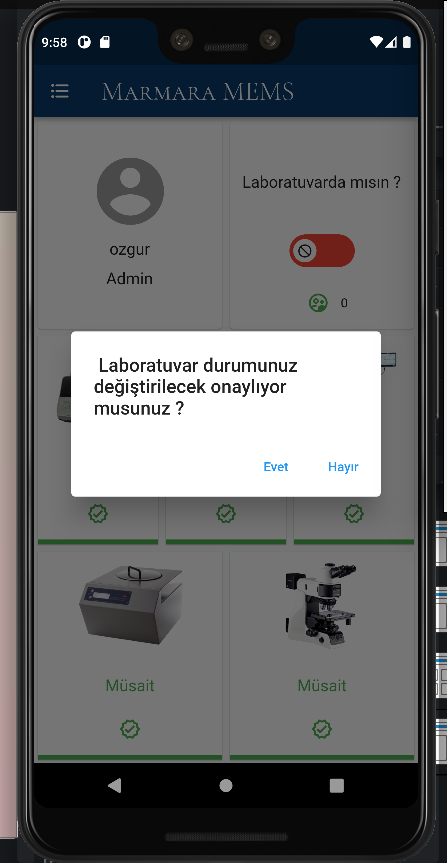 9:58
Marmara MEMS
Laboratuvarda mısın ?
ozgur
Admin
0
Laboratuvar durumunuz
değiştirilecek onaylıyor
musunuz ?
Evet
Hayır
Müsait
Müsait